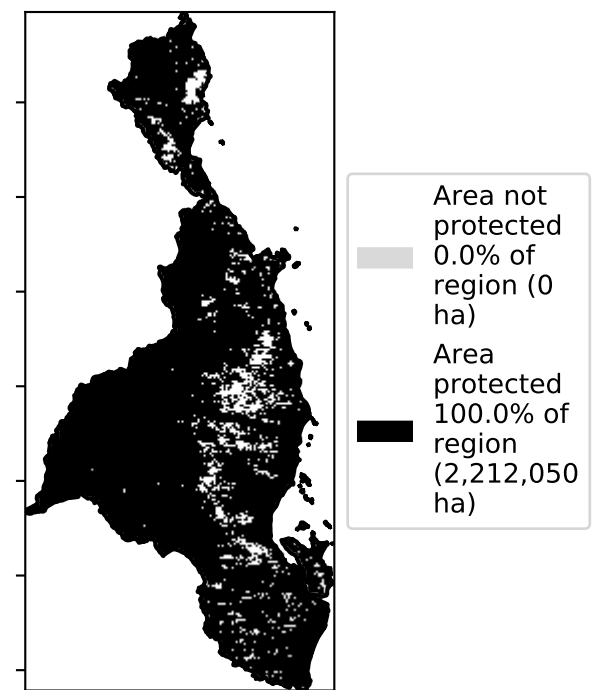 Area not
protected
0.0% of
region (0
ha)
Area
protected
100.0% of
region
(2,212,050
ha)